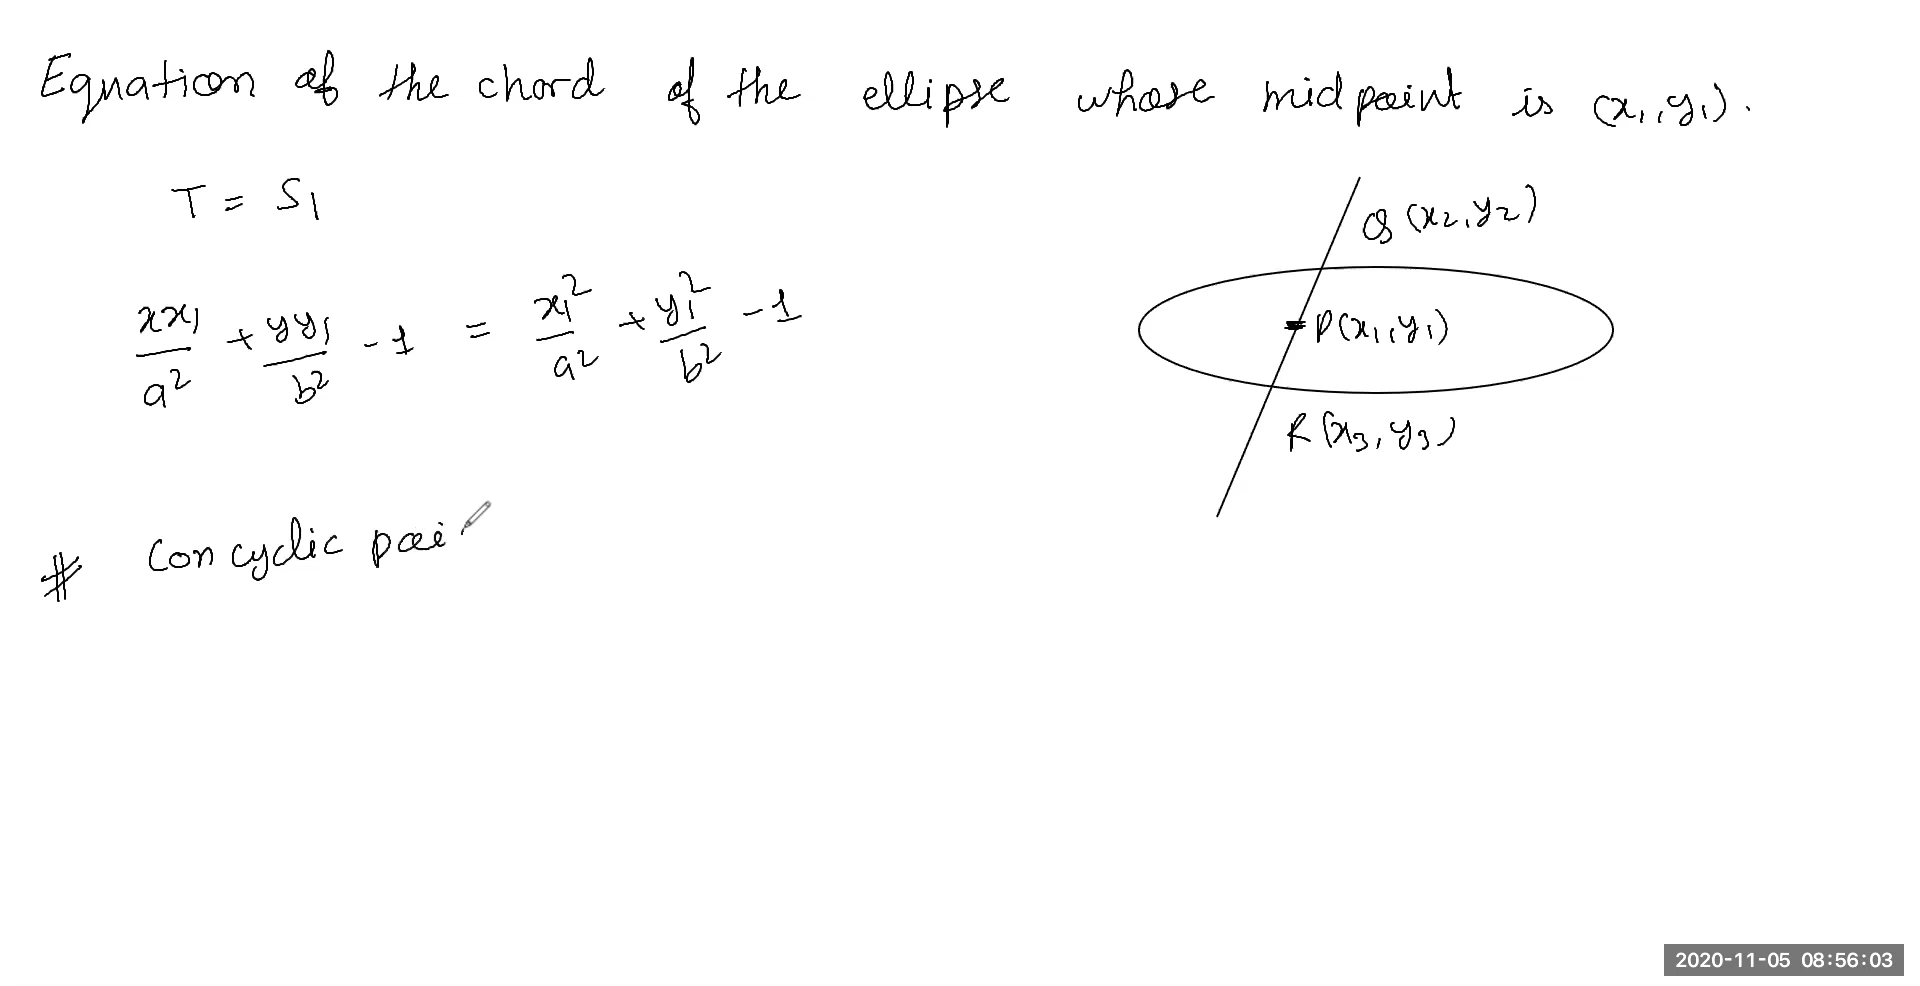 Equation of the chord of the ellipse whose midpoint is (x₁,y₁).
T = S₁
xx₁/a² + yy₁/b² - 1 = x₁²/a² + y₁²/b² - 1
Q (x₂,y₂)
P(x₁,y₁)
R(x₃,y₃)
# Concyclic poi
2020-11-05 08:56:03